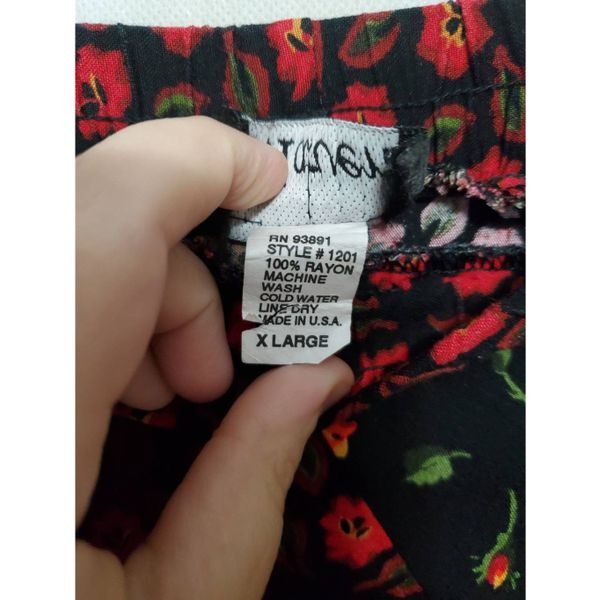 RN 93891
STYLE # 1201
100% RAYON
MACHINE
WASH
COLD WATER
LINE DRY
MADE IN U.S.A.
X LARGE